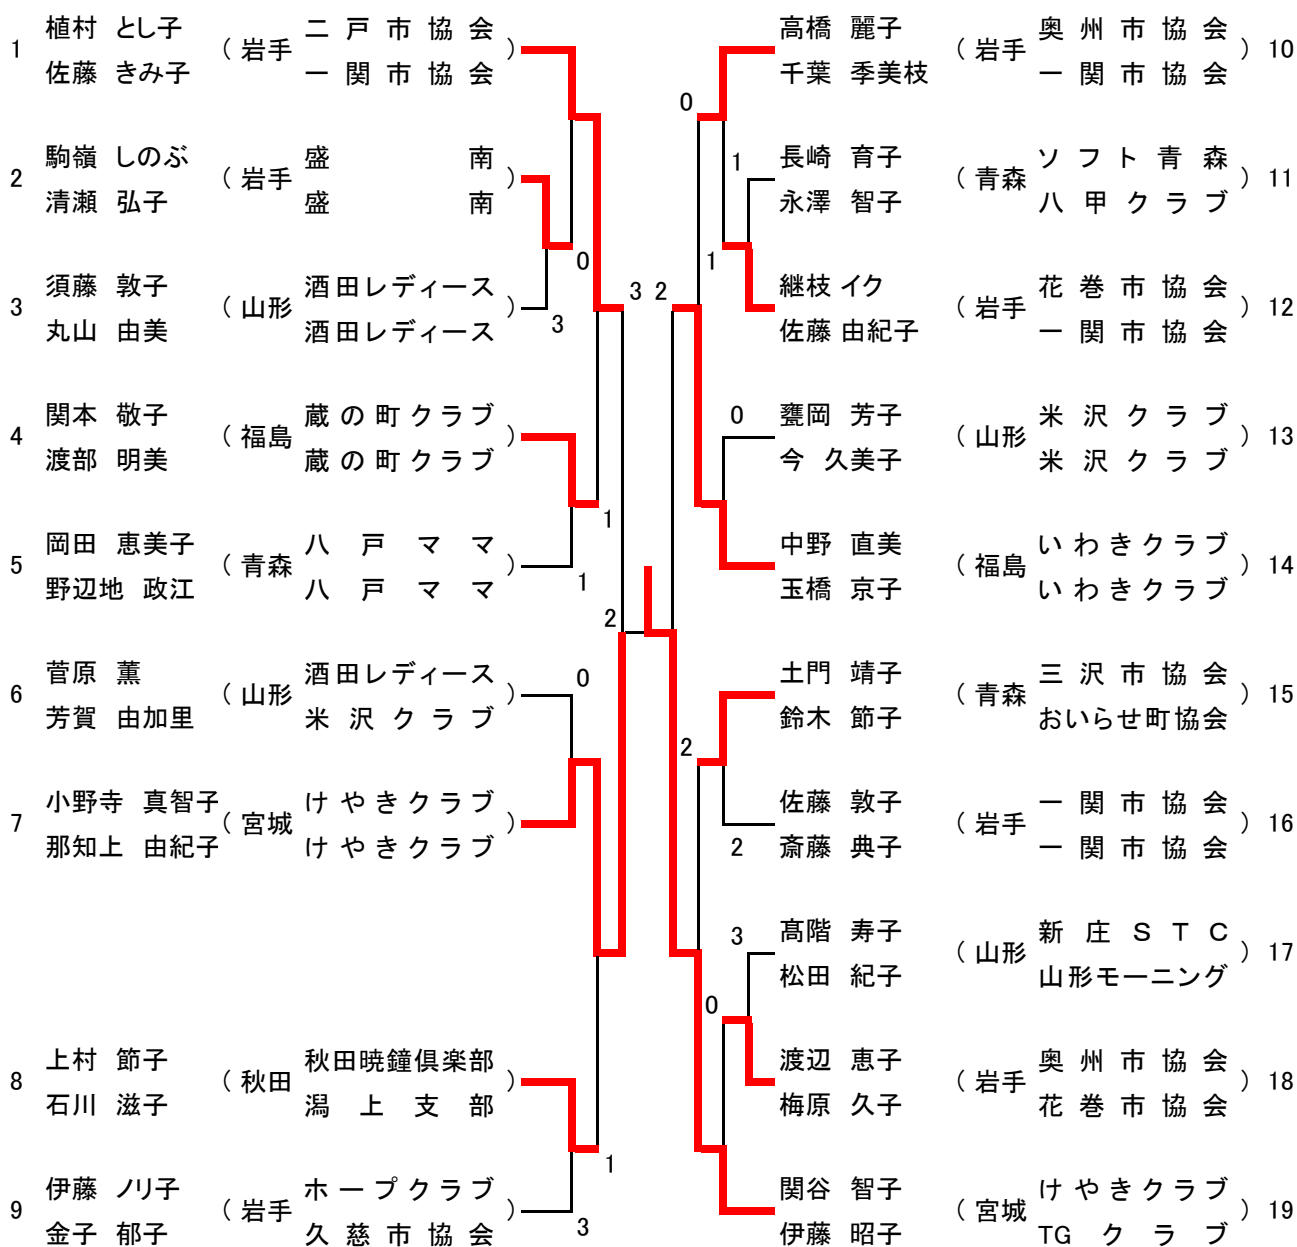 植村 とし子 二戸市協会
1 （岩手 ）
佐藤 きみ子 一関市協会
駒嶺 しのぶ 盛南
2 （岩手 ）
清瀬 弘子 盛南
0
須藤 敦子 酒田レディース
3 （山形 ）
丸山 由美 酒田レディース
3
3
関本 敬子 蔵の町クラブ
4 （福島 ）
渡部 明美 蔵の町クラブ
1
岡田 恵美子 八戸ママ
5 （青森 ）
野辺地 政江 八戸ママ
1
2
菅原 薫 酒田レディース
6 （山形 ）
芳賀 由加里 米沢クラブ
0
小野寺 真智子 けやきクラブ
7 （宮城 ）
那知上 由紀子 けやきクラブ
上村 節子 秋田暁鐘倶楽部
8 （秋田 ）
石川 滋子 潟上支部
1
伊藤 ノリ子 ホープクラブ
9 （岩手 ）
金子 郁子 久慈市協会
3
高橋 麗子 奥州市協会
（岩手 ） 10
千葉 季美枝 一関市協会
0
長崎 育子 ソフト青森
1 （青森 ） 11
永澤 智子 八甲クラブ
1
2
継枝 イク 花巻市協会
（岩手 ） 12
佐藤 由紀子 一関市協会
0
甕岡 芳子 米沢クラブ
（山形 ） 13
今 久美子 米沢クラブ
中野 直美 いわきクラブ
（福島 ） 14
玉橋 京子 いわきクラブ
土門 靖子 三沢市協会
（青森 ） 15
鈴木 節子 おいらせ町協会
2
佐藤 敦子 一関市協会
（岩手 ） 16
斎藤 典子 一関市協会
2
3
髙階 寿子 新庄STC
（山形 ） 17
松田 紀子 山形モーニング
0
渡辺 恵子 奥州市協会
（岩手 ） 18
梅原 久子 花巻市協会
関谷 智子 けやきクラブ
（宮城 ） 19
伊藤 昭子 TGクラブ